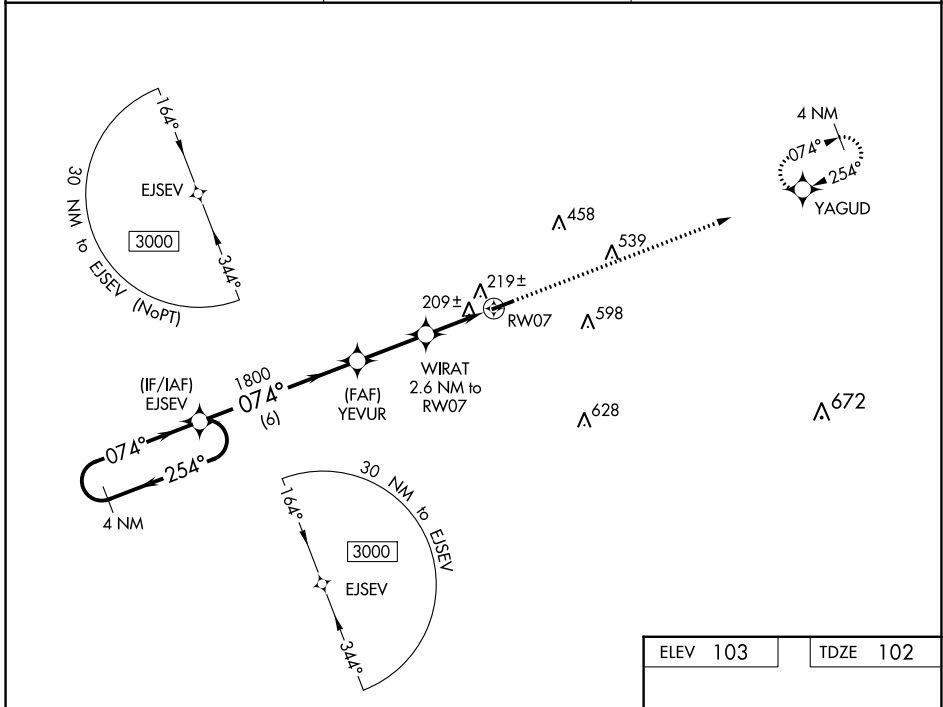 164°
EJSEV
3000
344°
30 NM to EJSEV (NoPT)
4 NM
074°
254°
YAGUD
458
539
219±
209±
RW07
598
WIRAT
2.6 NM to
RW07
(IF/IAF)
EJSEV
1800
074°
(6)
(FAF)
YEVUR
628
672
074°
254°
4 NM
30 NM to EJSEV
164°
3000
EJSEV
344°
ELEV 103
TDZE 102